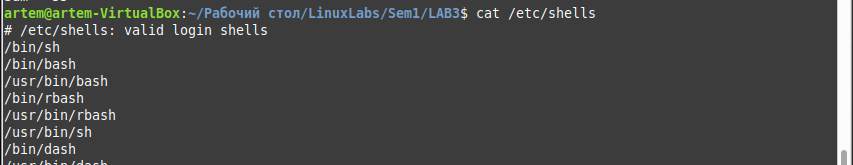 artem@artem-VirtualBox:~/Рабочий стол/LinuxLabs/Sem1/LAB3$ cat /etc/shells
# /etc/shells: valid login shells
/bin/sh
/bin/bash
/usr/bin/bash
/bin/rbash
/usr/bin/rbash
/usr/bin/sh
/bin/dash
/usr/bin/dash